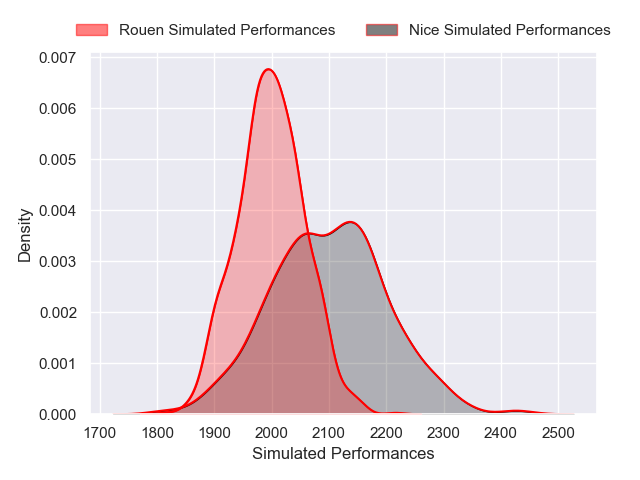 Rouen Simulated Performances
Nice Simulated Performances
0.007
0.006
0.005
0.004
0.003
0.002
0.001
0.000
Density
1700 1800 1900 2000 2100 2200 2300 2400 2500
Simulated Performances